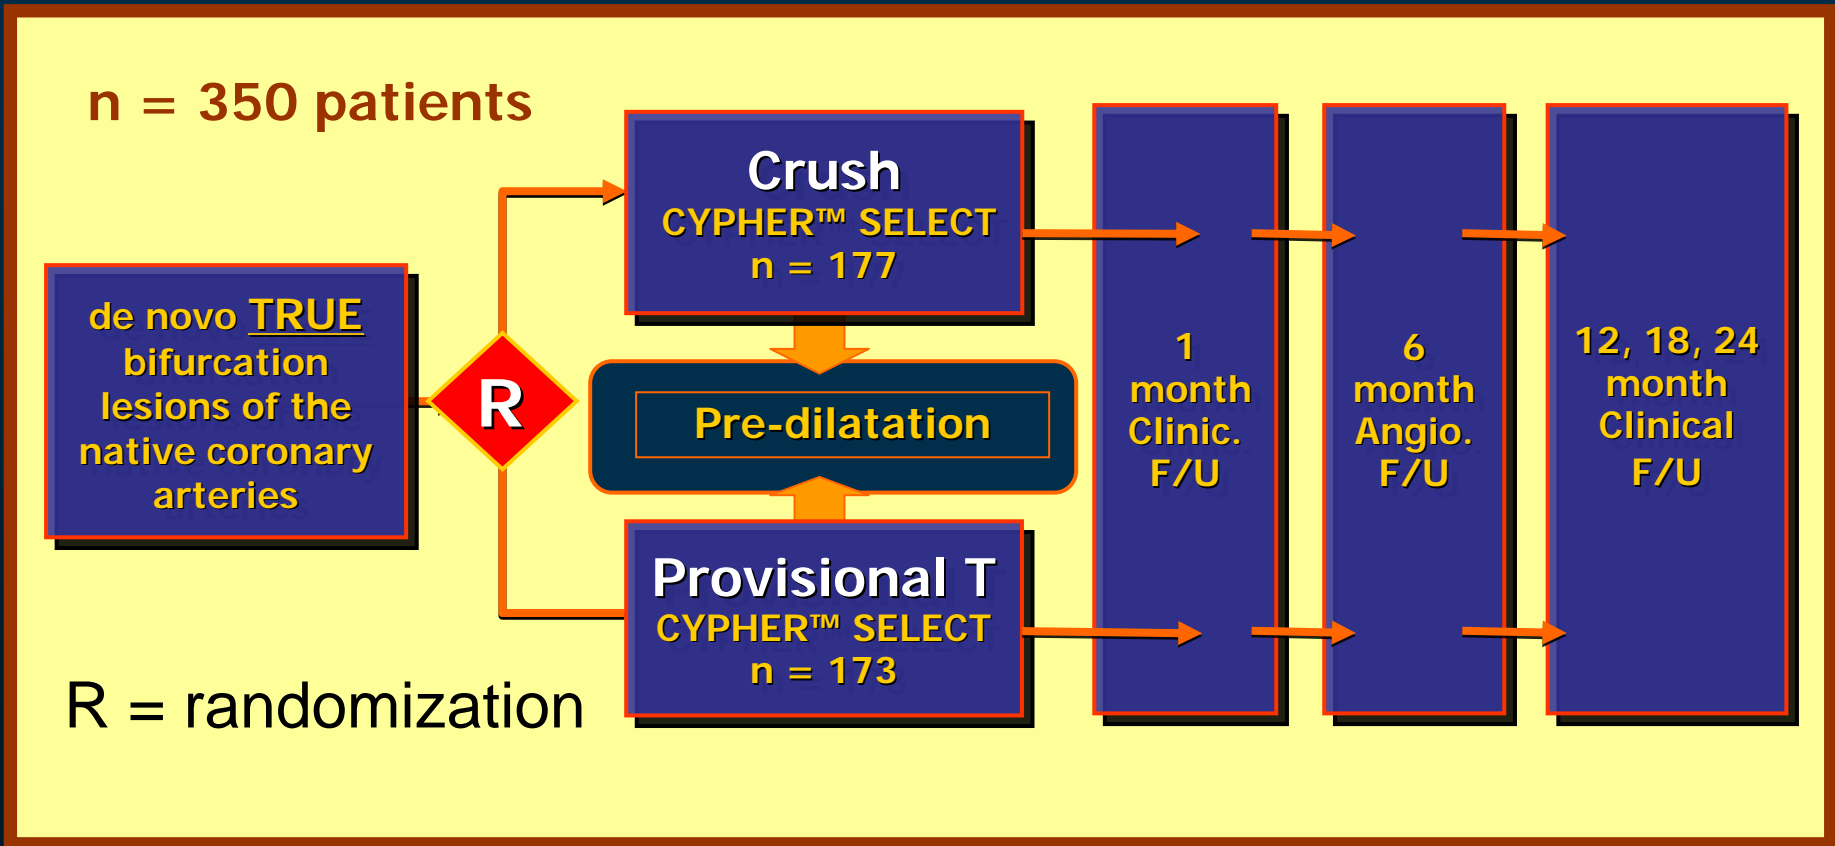 n = 350 patients
de novo TRUE
bifurcation
lesions of the
native coronary
arteries
R
Crush
CYPHER™ SELECT
n = 177
Pre-dilatation
Provisional T
CYPHER™ SELECT
n = 173
1
month
Clinic.
F/U
6
month
Angio.
F/U
12, 18, 24
month
Clinical
F/U
R = randomization